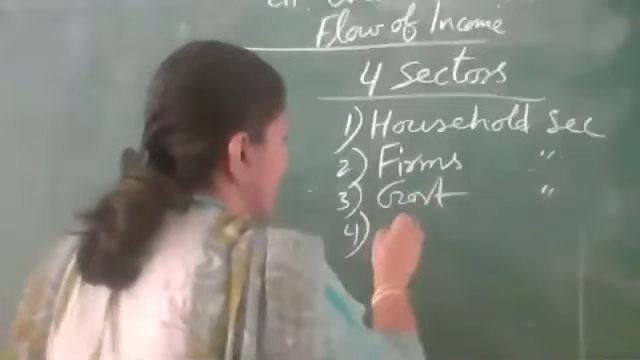 Flow of Income
4 Sectors
1) Household Sec
2) Firms "
3) Govt "
4)